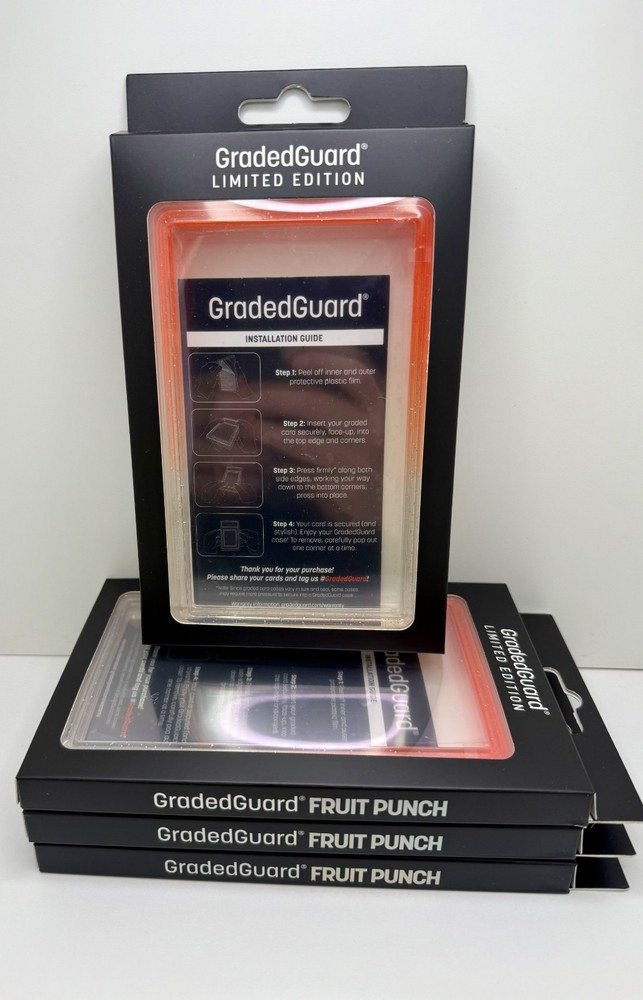 GradedGuard®
LIMITED EDITION
GradedGuard®
INSTALLATION GUIDE
Step 1: Peel off inner and outer
protective plastic film.
Step 2: Insert your graded
card securely, face-up, into
the top edge and corners.
Step 3: Press firmly* along both
side edges, working your way
down to the bottom corners,
press into place.
Step 4: Your card is secured (and
stylish). Enjoy your GradedGuard
case! To remove, carefully pop out
one corner at a time.
Thank you for your purchase!
Please share your cards and tag us #GradedGuard!
GradedGuard®
LIMITED EDITION
GradedGuard® FRUIT PUNCH
GradedGuard® FRUIT PUNCH
GradedGuard® FRUIT PUNCH